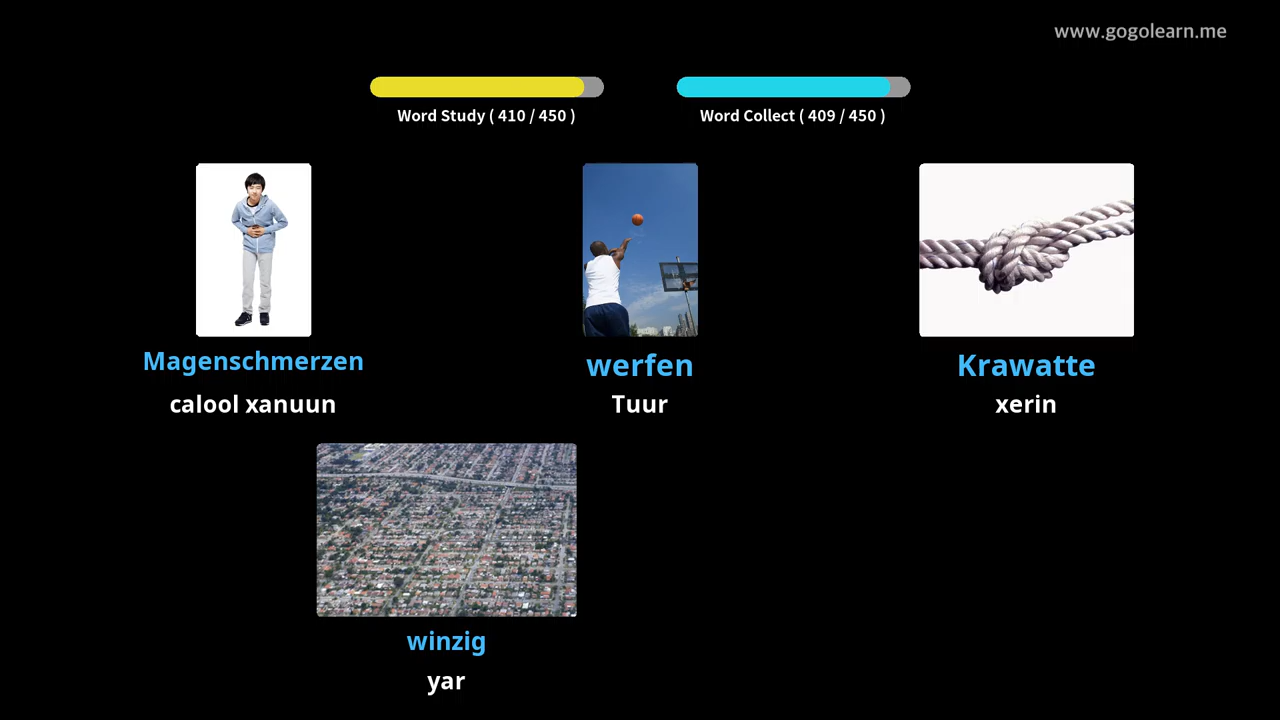 www.gogolearn.me
Word Study ( 410 / 450 )
Word Collect ( 409 / 450 )
Magenschmerzen
calool xanuun
werfen
Tuur
Krawatte
xerin
winzig
yar